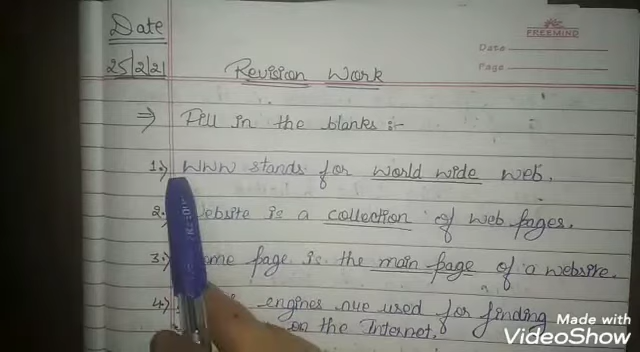 Date
25/2/21
FREEMIND
Date
Page
Revision Work
⇒ Fill in the blanks :-
1.) WWW stands for world wide web.
2. Website is a collection of web pages.
3.) ome page is the main page of a website.
4.) engines are used for finding
on the Internet.
Made with
VideoShow